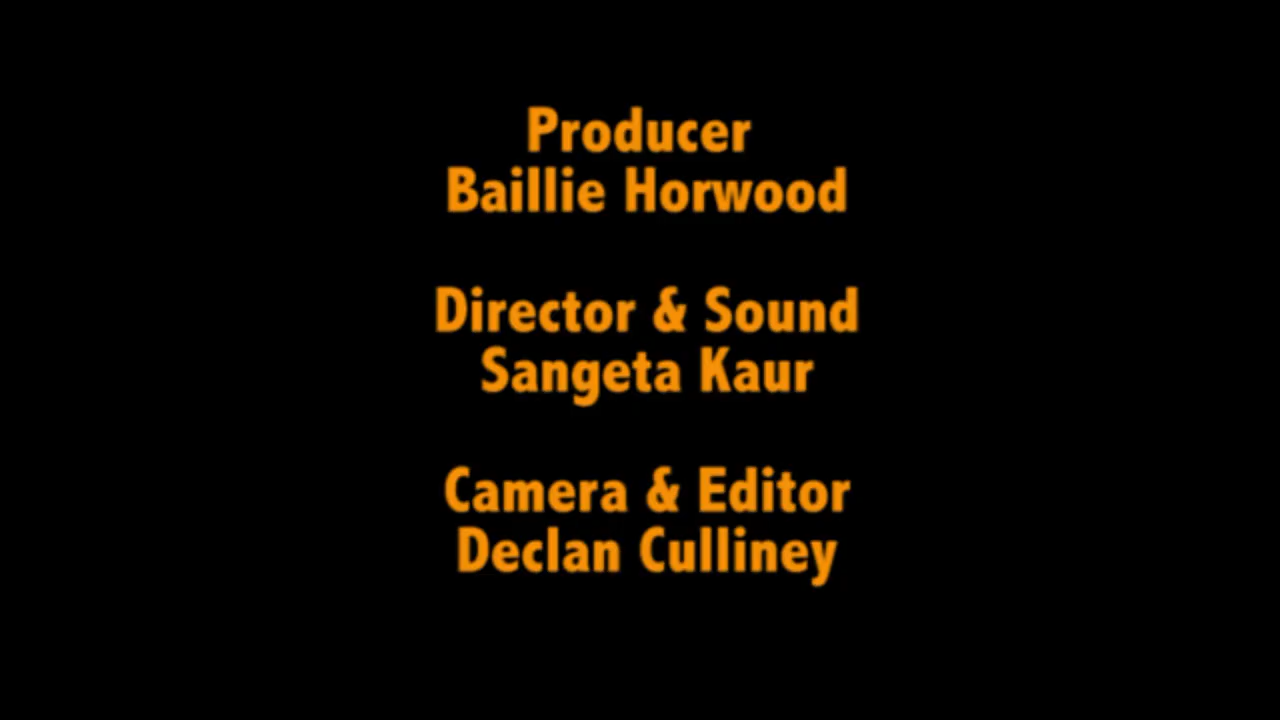 Producer
Baillie Horwood
Director & Sound
Sangeta Kaur
Camera & Editor
Declan Culliney